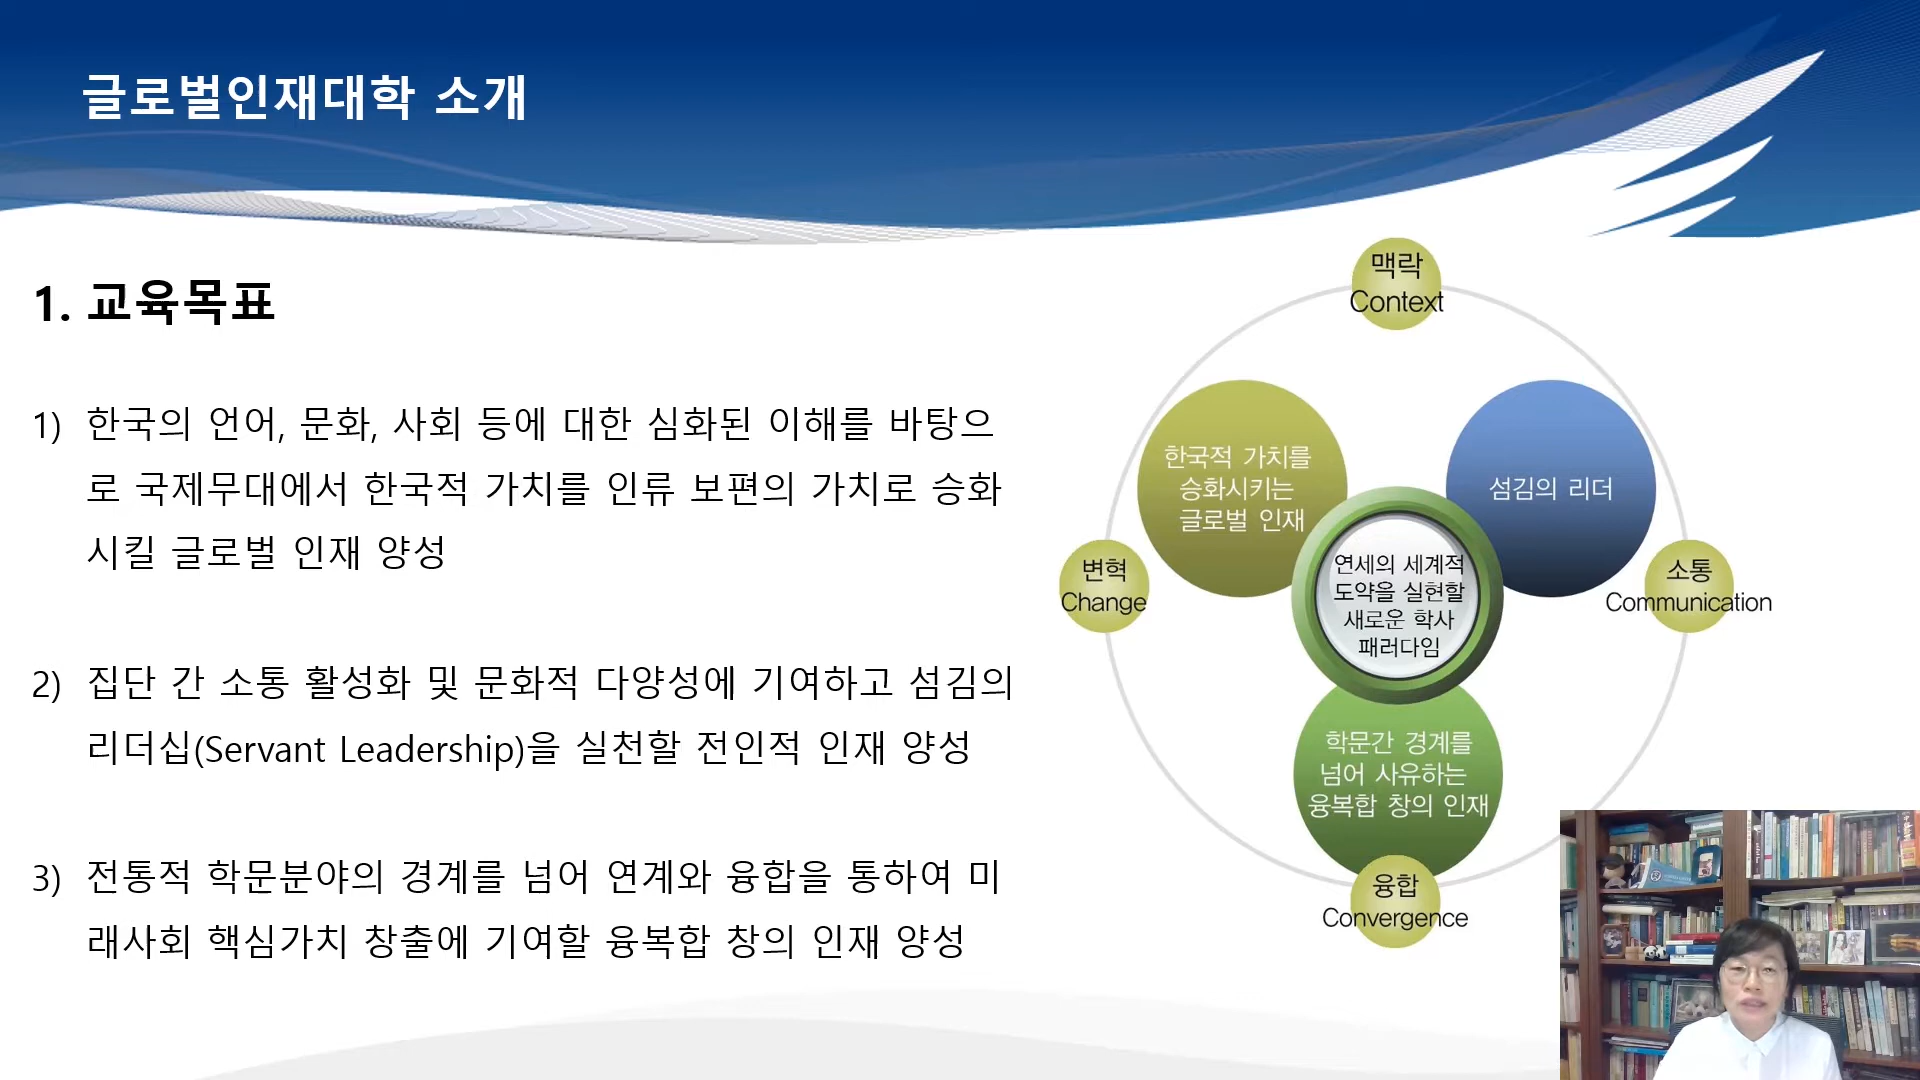 글로벌인재대학 소개
1. 교육목표
1) 한국의 언어, 문화, 사회 등에 대한 심화된 이해를 바탕으
로 국제무대에서 한국적 가치를 인류 보편의 가치로 승화
시킬 글로벌 인재 양성
2) 집단 간 소통 활성화 및 문화적 다양성에 기여하고 섬김의
리더십(Servant Leadership)을 실천할 전인적 인재 양성
3) 전통적 학문분야의 경계를 넘어 연계와 융합을 통하여 미
래사회 핵심가치 창출에 기여할 융복합 창의 인재 양성
맥락
Context
한국적 가치를
승화시키는
글로벌 인재
섬김의 리더
변혁
Change
연세의 세계적
도약을 실현할
새로운 학사
패러다임
소통
Communication
학문간 경계를
넘어 사유하는
융복합 창의 인재
융합
Convergence